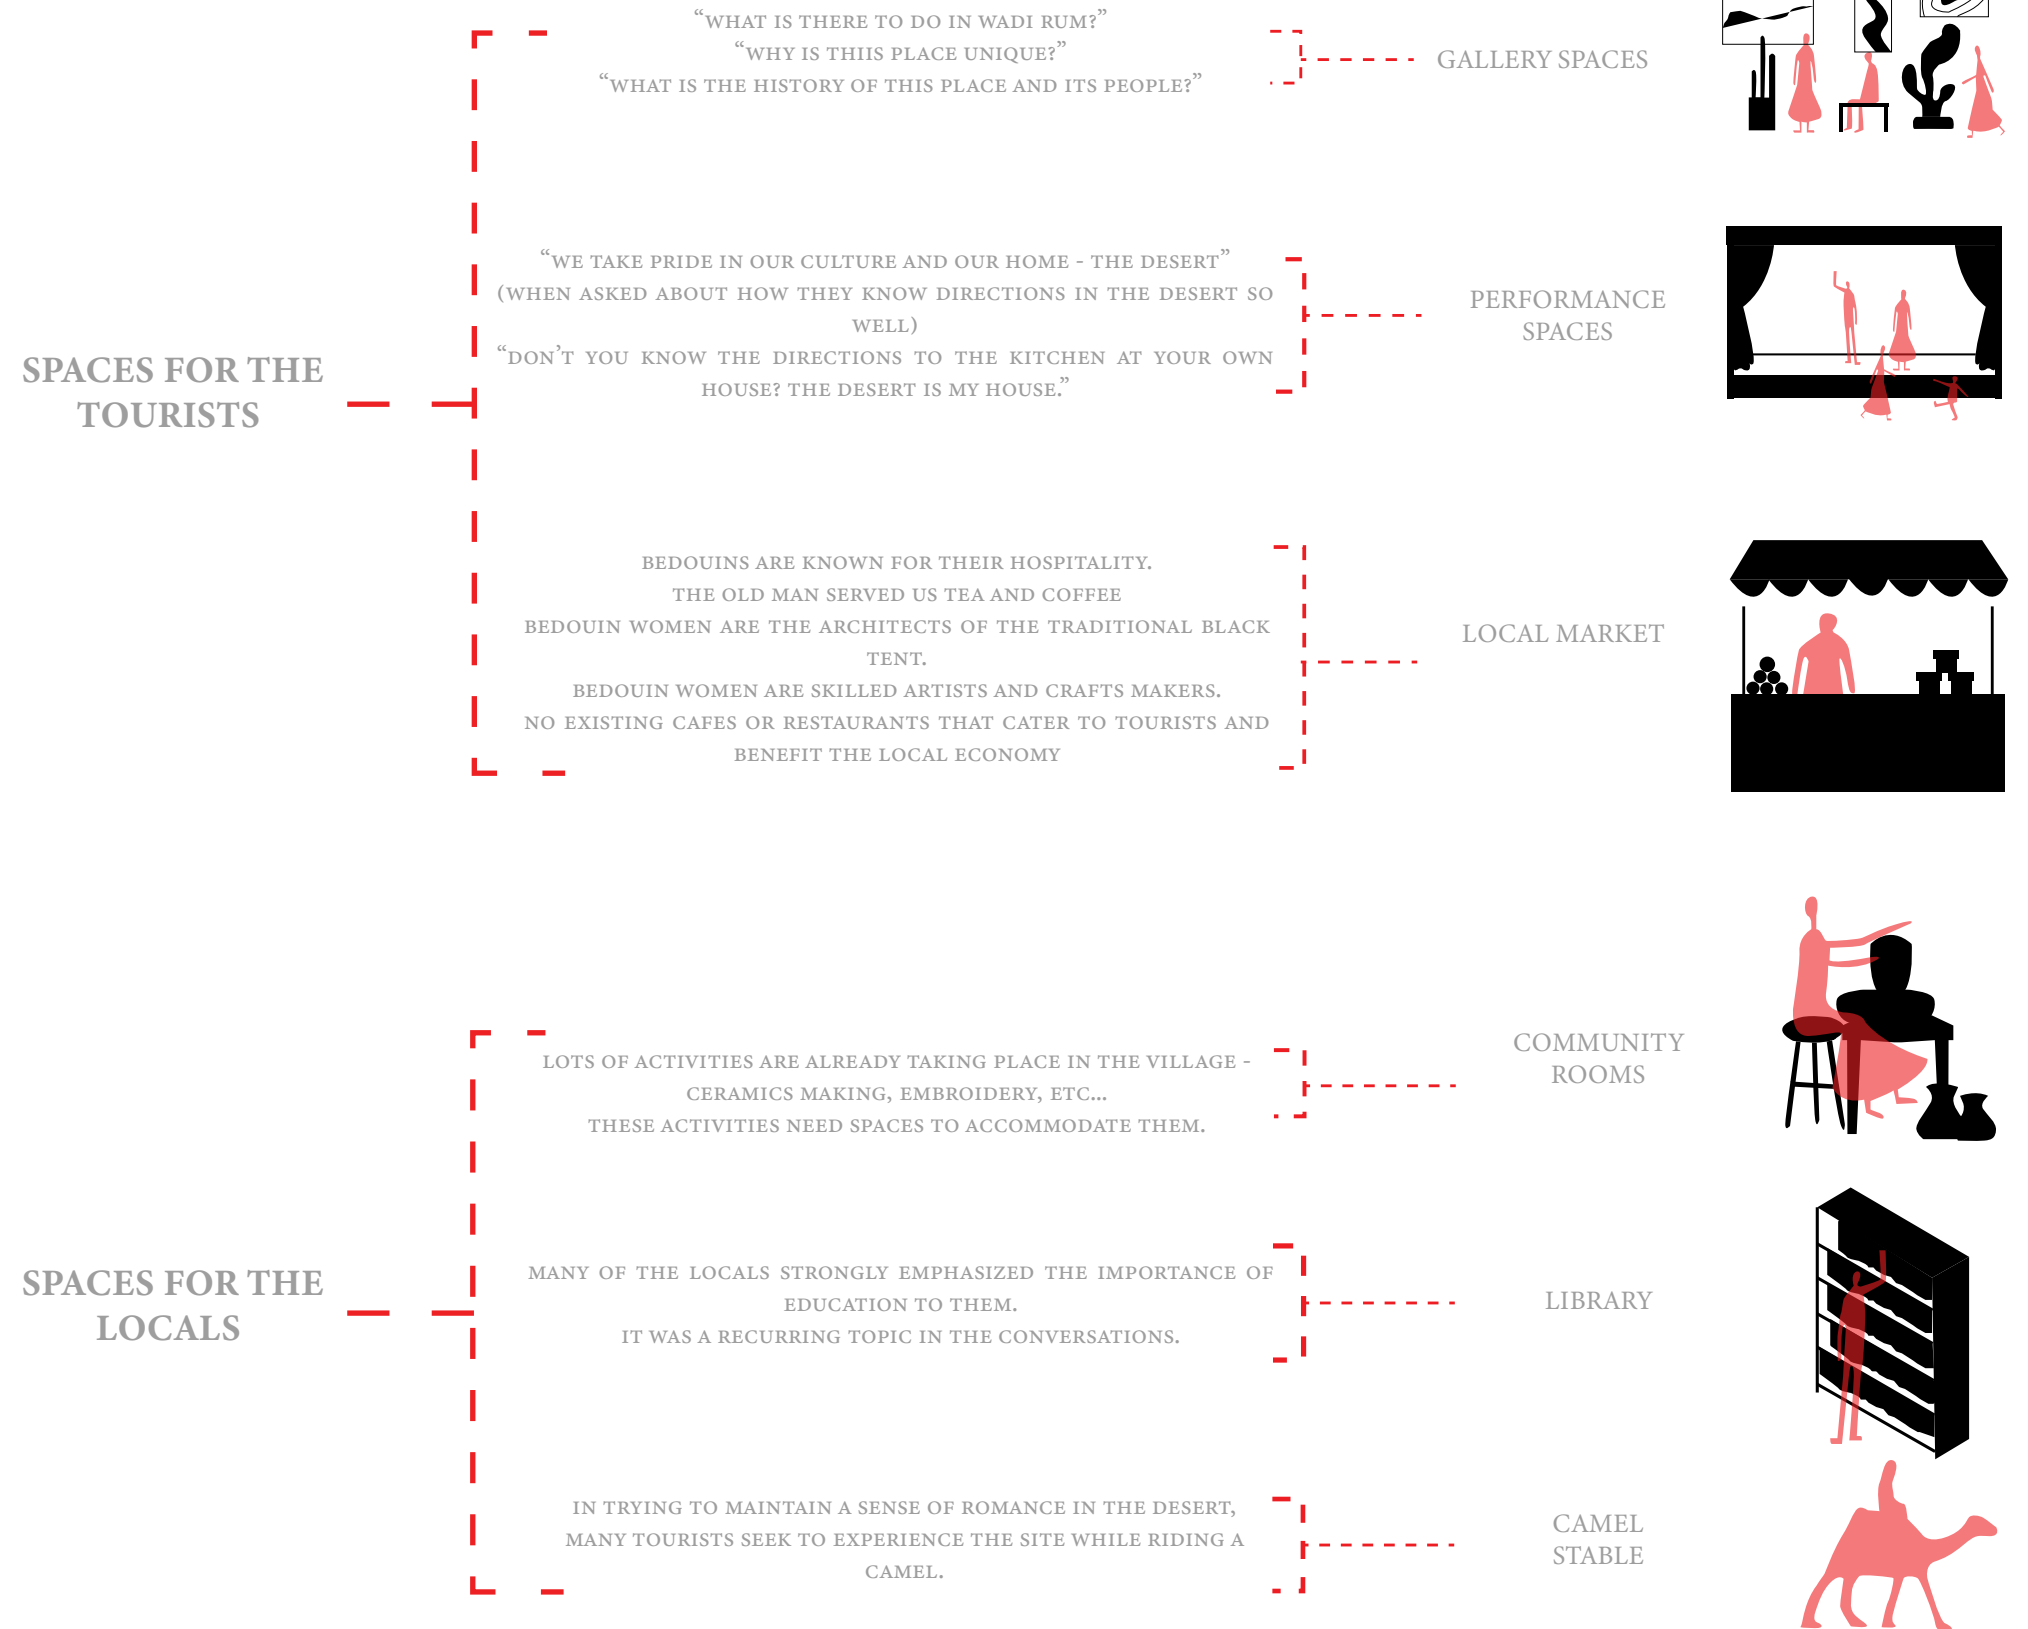 “WHAT IS THERE TO DO IN WADI RUM?”
“WHY IS THIIS PLACE UNIQUE?”
“WHAT IS THE HISTORY OF THIS PLACE AND ITS PEOPLE?”
GALLERY SPACES
“WE TAKE PRIDE IN OUR CULTURE AND OUR HOME - THE DESERT”
(WHEN ASKED ABOUT HOW THEY KNOW DIRECTIONS IN THE DESERT SO
WELL)
“DON’T YOU KNOW THE DIRECTIONS TO THE KITCHEN AT YOUR OWN
HOUSE? THE DESERT IS MY HOUSE.”
PERFORMANCE
SPACES
SPACES FOR THE
TOURISTS
BEDOUINS ARE KNOWN FOR THEIR HOSPITALITY.
THE OLD MAN SERVED US TEA AND COFFEE
BEDOUIN WOMEN ARE THE ARCHITECTS OF THE TRADITIONAL BLACK
TENT.
BEDOUIN WOMEN ARE SKILLED ARTISTS AND CRAFTS MAKERS.
NO EXISTING CAFES OR RESTAURANTS THAT CATER TO TOURISTS AND
BENEFIT THE LOCAL ECONOMY
LOCAL MARKET
LOTS OF ACTIVITIES ARE ALREADY TAKING PLACE IN THE VILLAGE -
CERAMICS MAKING, EMBROIDERY, ETC...
THESE ACTIVITIES NEED SPACES TO ACCOMMODATE THEM.
COMMUNITY
ROOMS
SPACES FOR THE
LOCALS
MANY OF THE LOCALS STRONGLY EMPHASIZED THE IMPORTANCE OF
EDUCATION TO THEM.
IT WAS A RECURRING TOPIC IN THE CONVERSATIONS.
LIBRARY
IN TRYING TO MAINTAIN A SENSE OF ROMANCE IN THE DESERT,
MANY TOURISTS SEEK TO EXPERIENCE THE SITE WHILE RIDING A
CAMEL.
CAMEL
STABLE